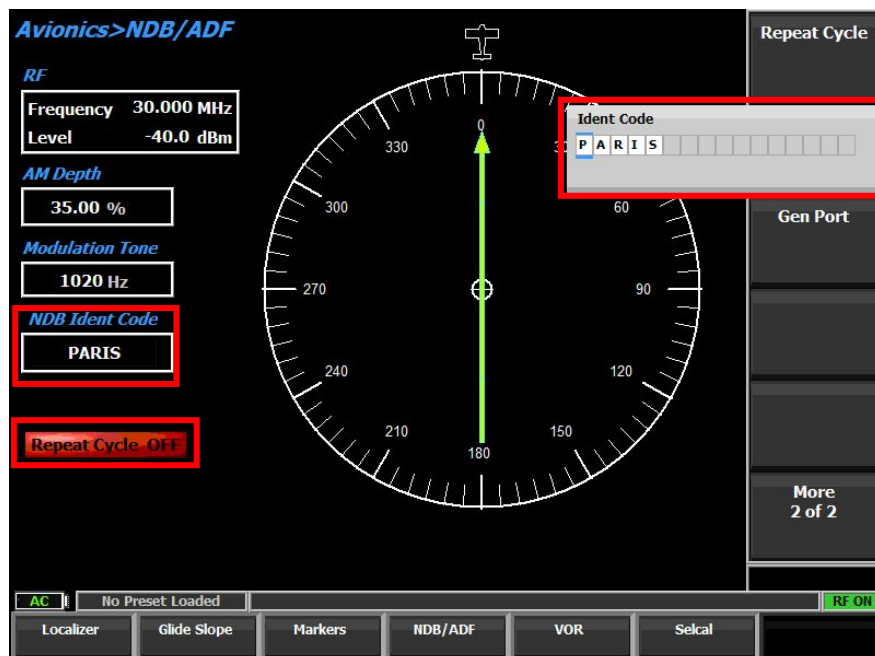 Avionics>NDB/ADF
RF
Frequency 30.000 MHz
Level -40.0 dBm
AM Depth
35.00 %
Modulation Tone
1020 Hz
NDB Ident Code
PARIS
Repeat Cycle OFF
0
330
300
60
270
90
240
120
210
150
180
Ident Code
PARIS
Repeat Cycle
Gen Port
More
2 of 2
AC
No Preset Loaded
RF ON
Localizer
Glide Slope
Markers
NDB/ADF
VOR
Selcal